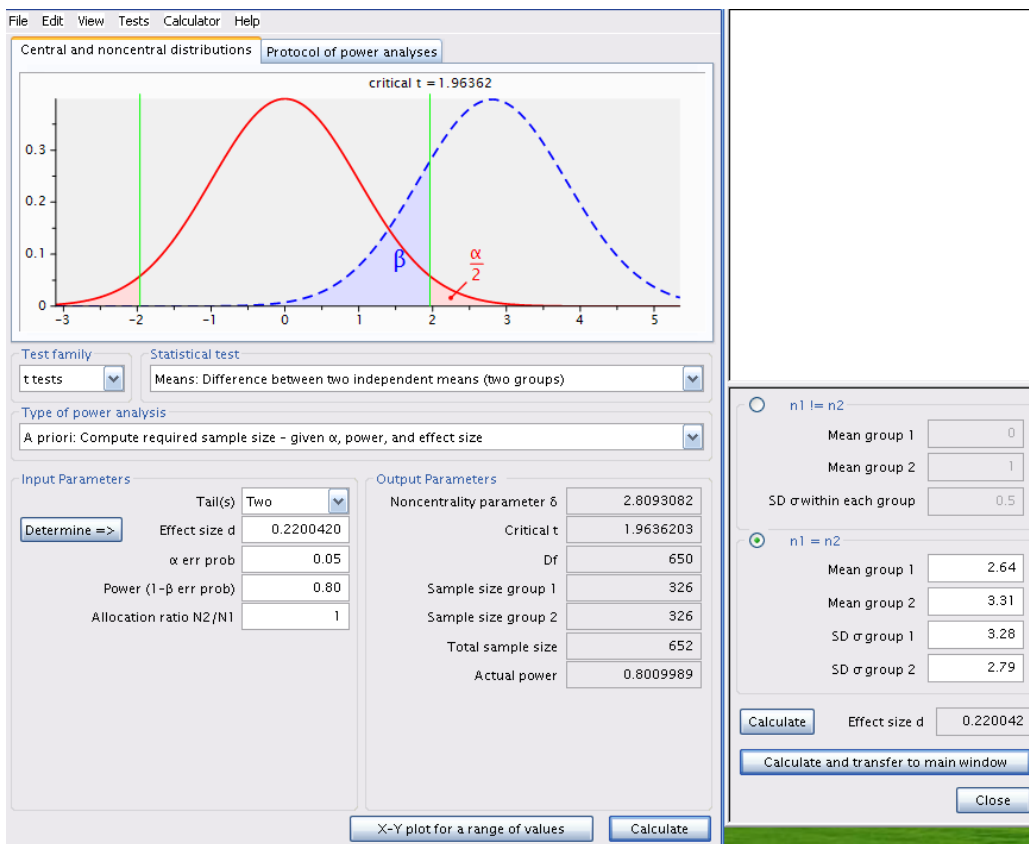 File Edit View Tests Calculator Help
Central and noncentral distributions
Protocol of power analyses
critical t = 1.96362
0.3
0.2
0.1
0
β
α
2
-3 -2 -1 0 1 2 3 4 5
Test family
t tests
Statistical test
Means: Difference between two independent means (two groups)
Type of power analysis
A priori: Compute required sample size – given α, power, and effect size
Input Parameters
Tail(s) Two
Determine => Effect size d 0.2200420
α err prob 0.05
Power (1-β err prob) 0.80
Allocation ratio N2/N1 1
Output Parameters
Noncentrality parameter δ 2.8093082
Critical t 1.9636203
Df 650
Sample size group 1 326
Sample size group 2 326
Total sample size 652
Actual power 0.8009989
X-Y plot for a range of values
Calculate
n1 != n2
Mean group 1 0
Mean group 2 1
SD σ within each group 0.5
n1 = n2
Mean group 1 2.64
Mean group 2 3.31
SD σ group 1 3.28
SD σ group 2 2.79
Calculate Effect size d 0.220042
Calculate and transfer to main window
Close